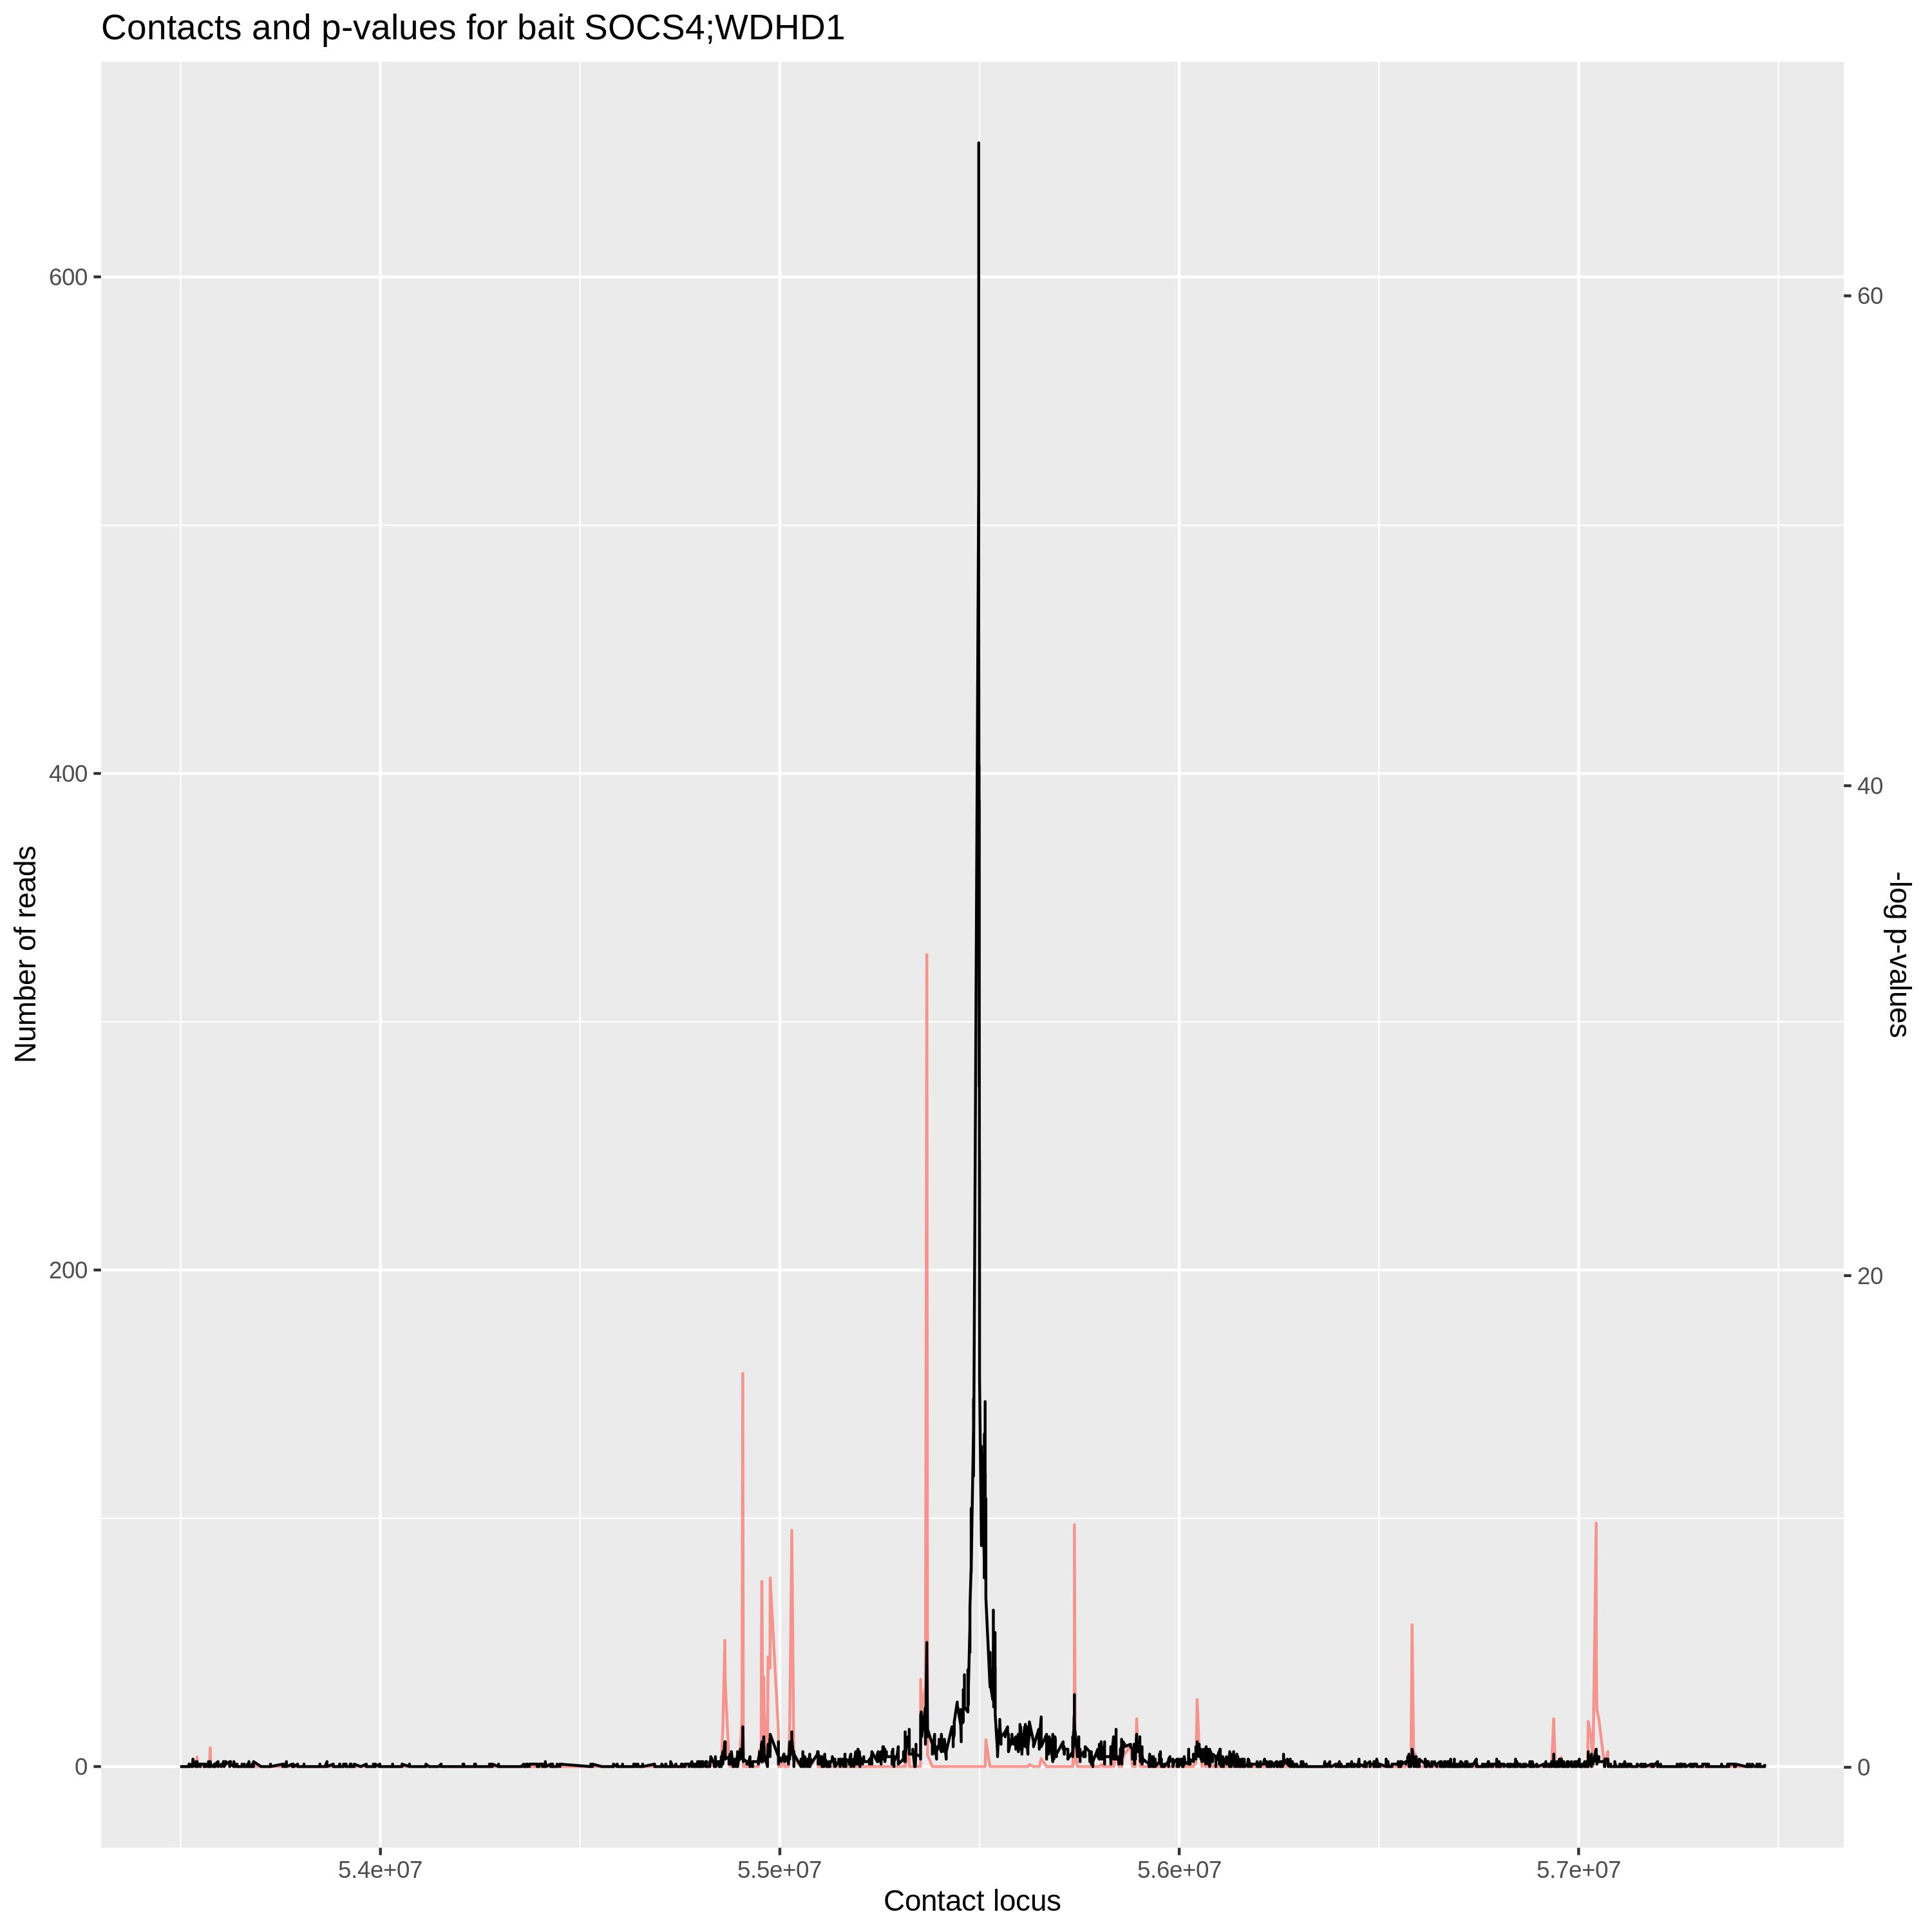 Contacts and p-values for bait SOCS4;WDHD1
600
400
200
0
Number of reads
60
40
20
0
-log p-values
5.4e+07
5.5e+07
5.6e+07
5.7e+07
Contact locus